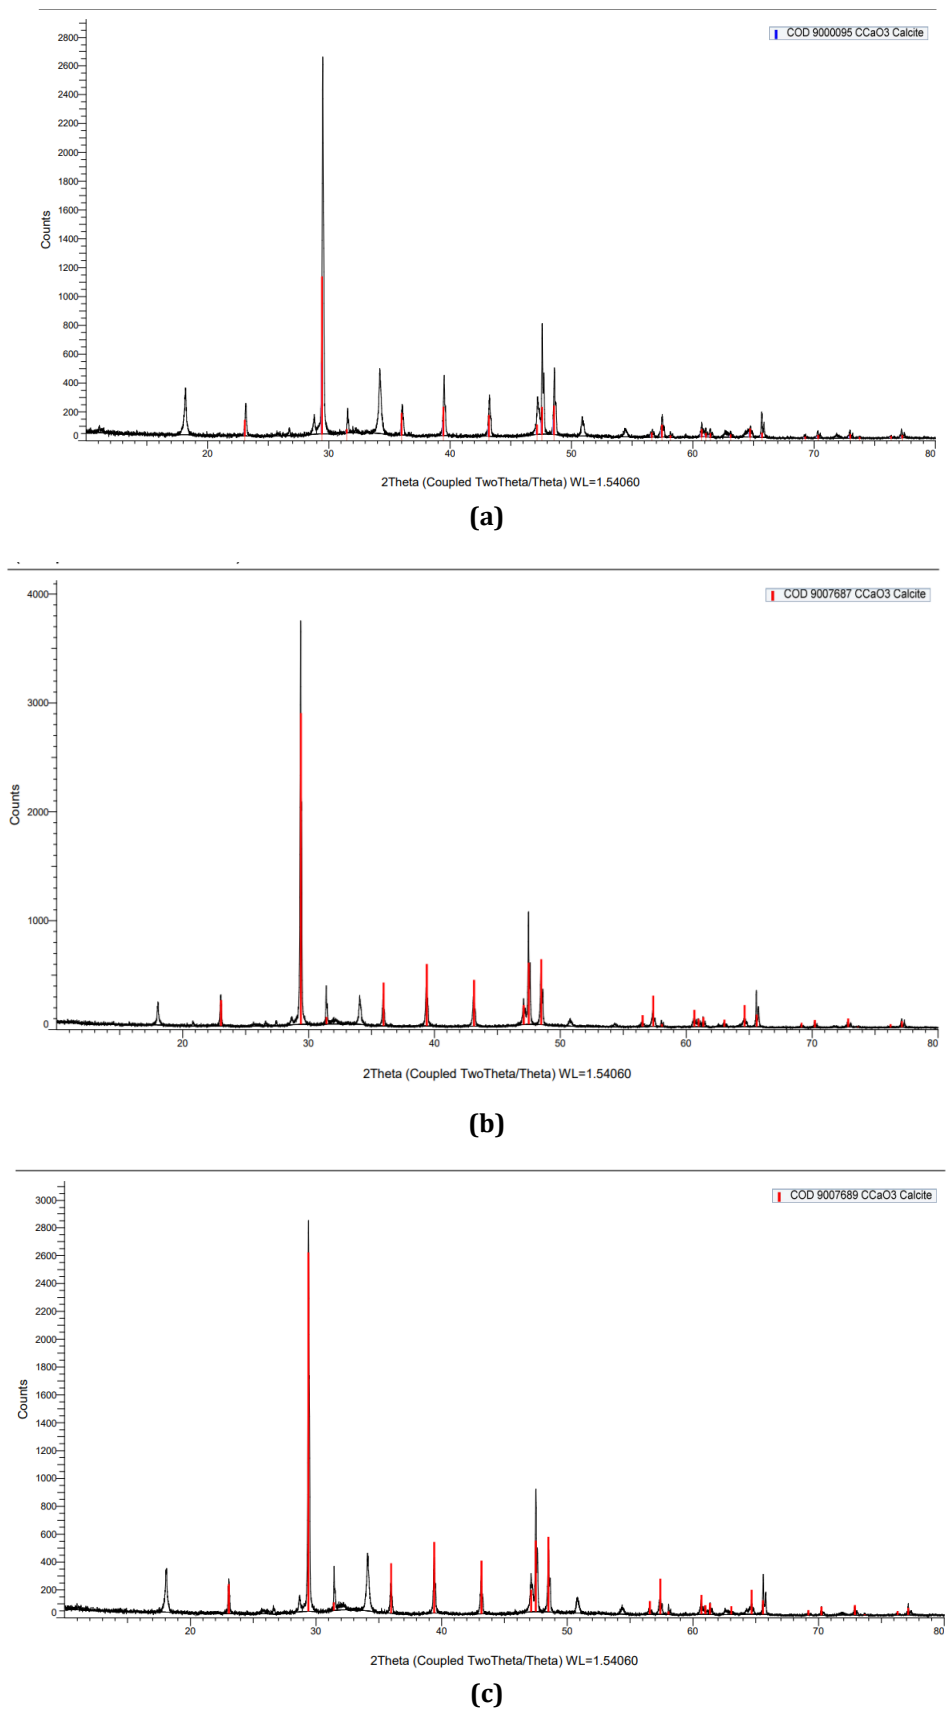 COD 9000095 CCaO3 Calcite
2800
2600
2400
2200
2000
1800
1600
1400
1200
1000
800
600
400
200
0
Counts
20 30 40 50 60 70 80
2Theta (Coupled TwoTheta/Theta) WL=1.54060
(a)
COD 9007687 CCaO3 Calcite
4000
3000
2000
1000
0
Counts
20 30 40 50 60 70 80
2Theta (Coupled TwoTheta/Theta) WL=1.54060
(b)
COD 9007689 CCaO3 Calcite
3000
2800
2600
2400
2200
2000
1800
1600
1400
1200
1000
800
600
400
200
0
Counts
20 30 40 50 60 70 80
2Theta (Coupled TwoTheta/Theta) WL=1.54060
(c)